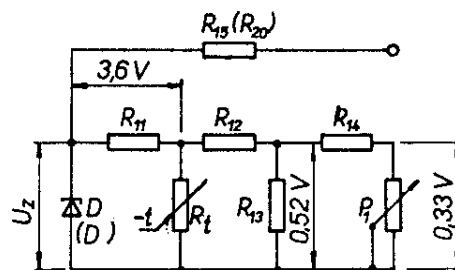 R15 (R20)
3,6 V
R11
R12
R14
Uz
D
(D)
-t
Rt
R13
0,52 V
P1
0,33 V